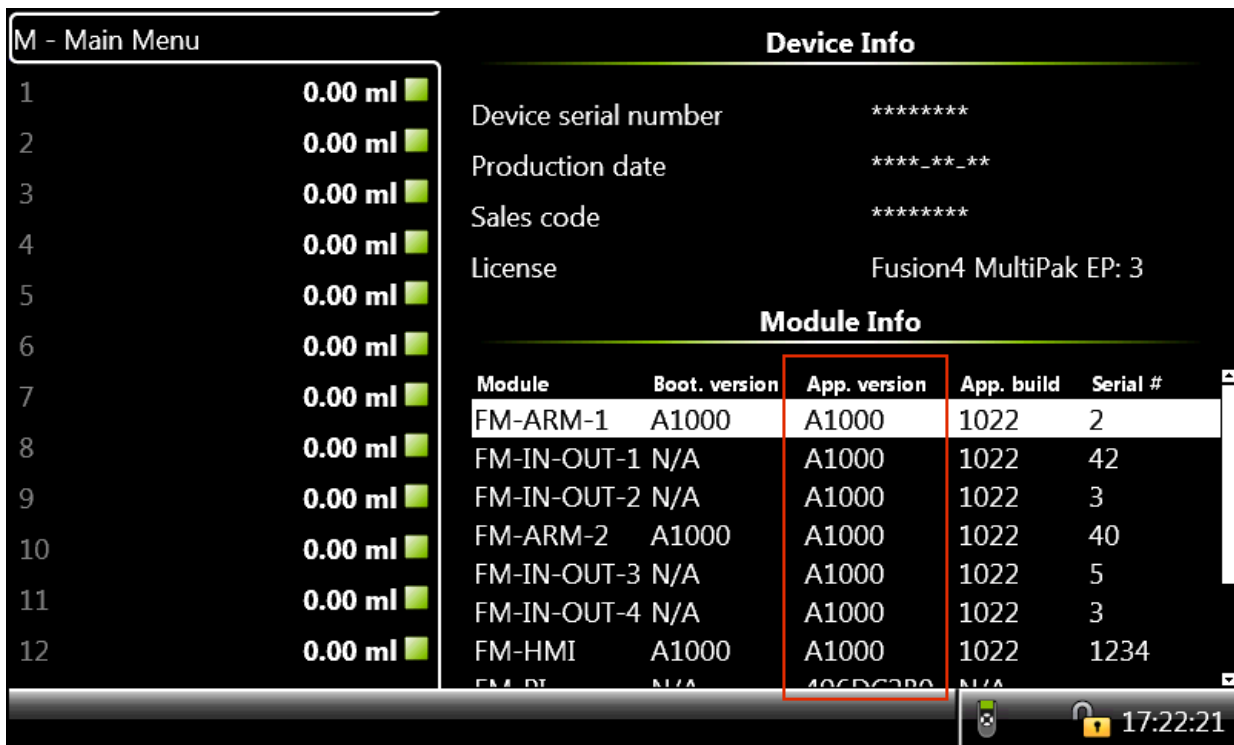 M - Main Menu
1 0.00 ml
2 0.00 ml
3 0.00 ml
4 0.00 ml
5 0.00 ml
6 0.00 ml
7 0.00 ml
8 0.00 ml
9 0.00 ml
10 0.00 ml
11 0.00 ml
12 0.00 ml
Device Info
Device serial number ********
Production date ****-**-**
Sales code ********
License Fusion4 MultiPak EP: 3
Module Info
Module Boot. version App. version App. build Serial #
FM-ARM-1 A1000 A1000 1022 2
FM-IN-OUT-1 N/A A1000 1022 42
FM-IN-OUT-2 N/A A1000 1022 3
FM-ARM-2 A1000 A1000 1022 40
FM-IN-OUT-3 N/A A1000 1022 5
FM-IN-OUT-4 N/A A1000 1022 3
FM-HMI A1000 A1000 1022 1234
N/A N/A
17:22:21